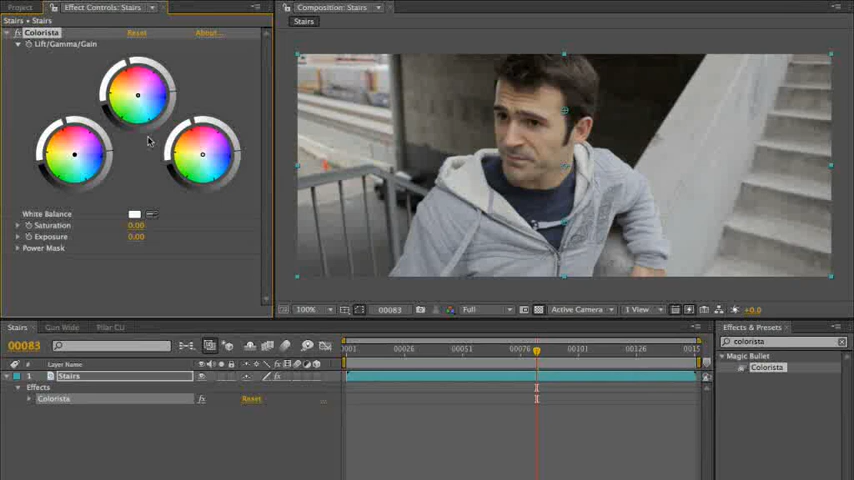 Project
Effect Controls: Stairs
Composition: Stairs
Stairs • Stairs
Stairs
Colorista
Reset
About...
Lift/Gamma/Gain
White Balance
Saturation
0.00
Exposure
0.00
Power Mask
100%
00083
Full
Active Camera
1 View
+0.0
Stairs
Gun Wide
Pilar CU
Effects & Presets
00083
colorista
0001
00026
00051
00076
00101
0015
Magic Bullet
Colorista
#
Layer Name
1
Stairs
Effects
Colorista
Reset